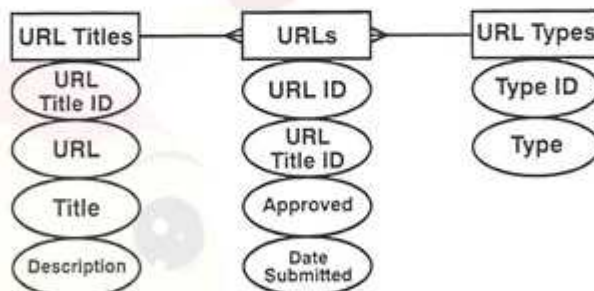 URL Titles
URL
Title ID
URL
Title
Description
URLs
URL ID
URL
Title ID
Approved
Date
Submitted
URL Types
Type ID
Type